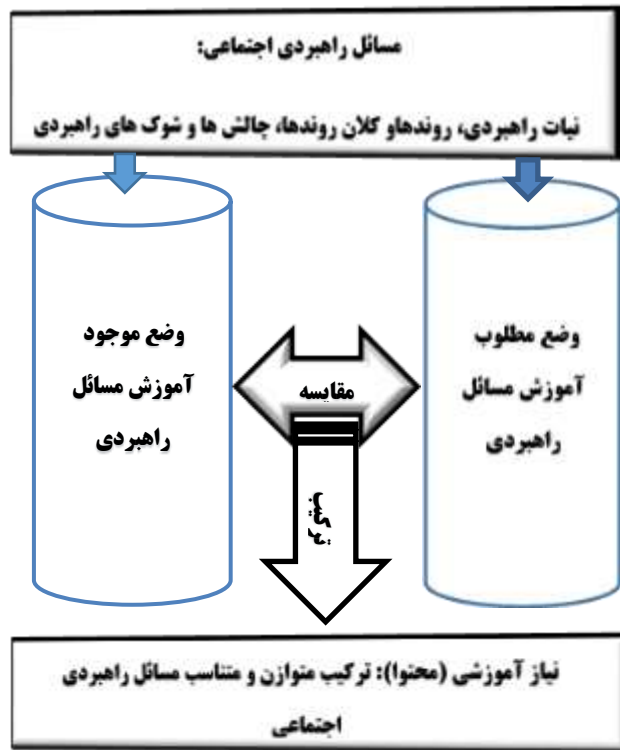 مسائل راهبردی اجتماعی:
نیات راهبردی، روندهاو کلان روندها، چالش ها و شوک های راهبردی
وضع مطلوب
آموزش مسائل
راهبردی
مقایسه
وضع موجود
آموزش مسائل
راهبردی
ترکیب
نیاز آموزشی (محتوا): ترکیب متوازن و متناسب مسائل راهبردی
اجتماعی